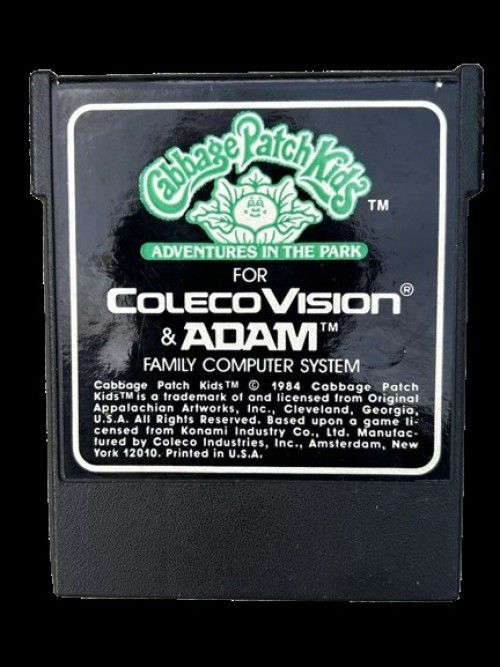 Cabbage Patch Kids™
ADVENTURES IN THE PARK
FOR
COLECOVISION®
& ADAM™
FAMILY COMPUTER SYSTEM
Cabbage Patch Kids™ © 1984 Cabbage Patch
Kids™ is a trademark of and licensed from Original
Appalachian Artworks, Inc., Cleveland, Georgia,
U.S.A. All Rights Reserved. Based upon a game li-
censed from Konami Industry Co., Ltd. Manufac-
tured by Coleco Industries, Inc., Amsterdam, New
York 12010. Printed in U.S.A.